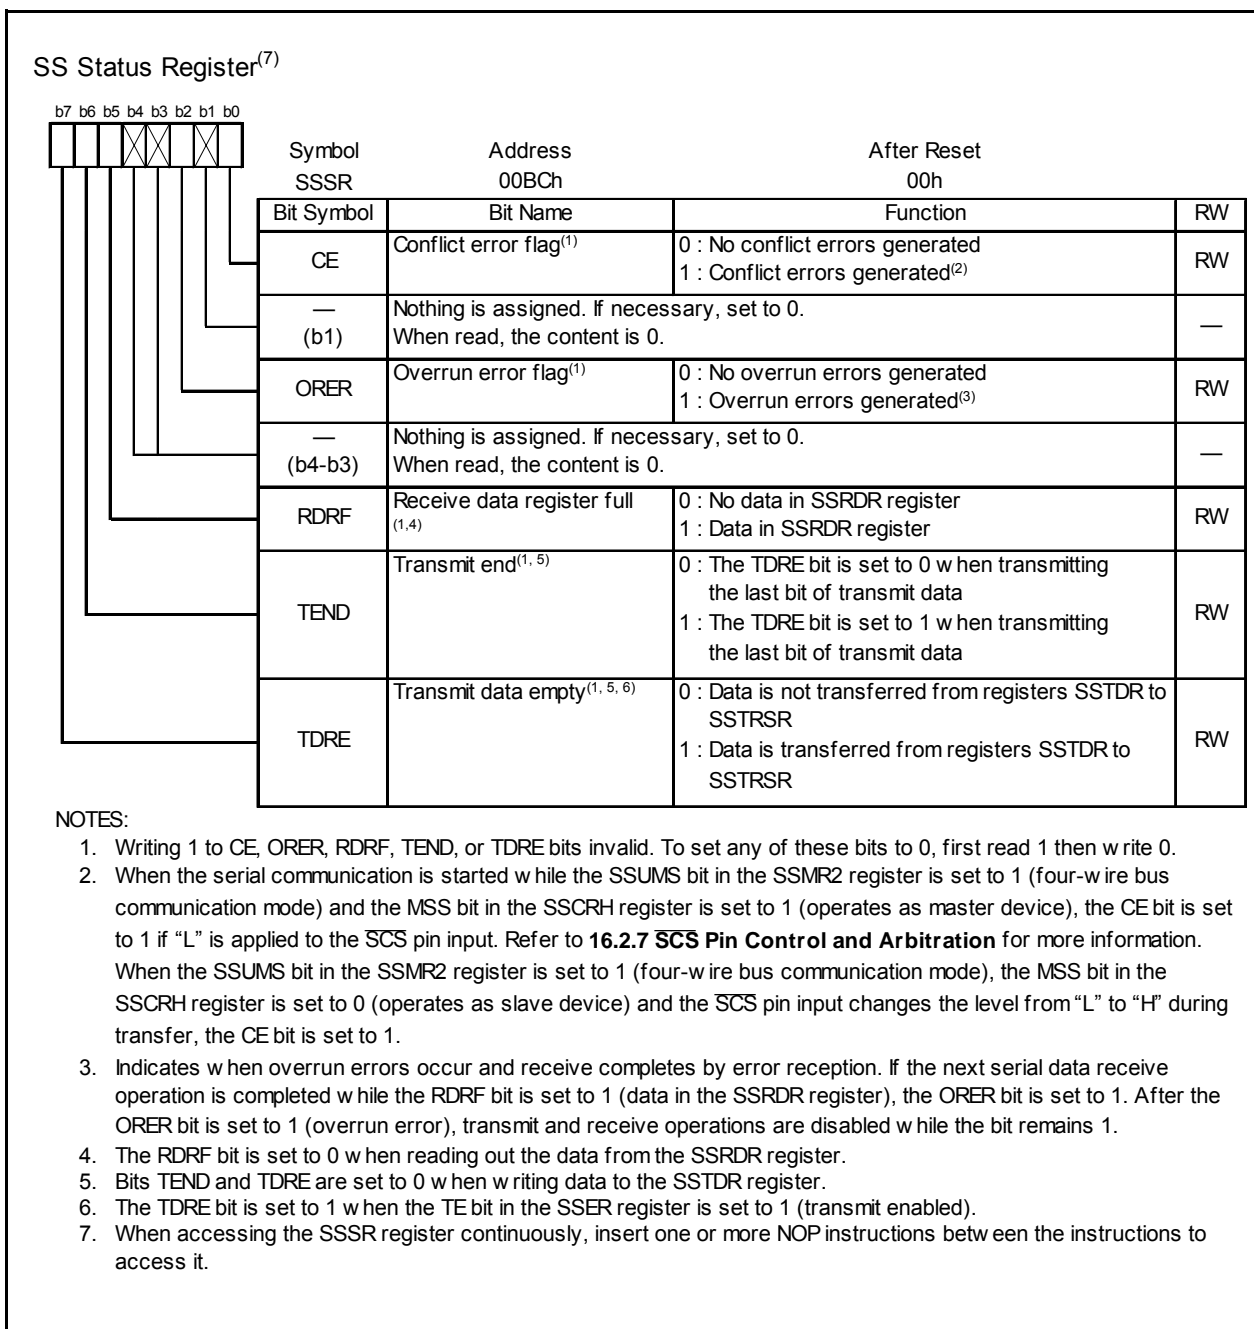 SS Status Register(7)
b7 b6 b5 b4 b3 b2 b1 b0
Symbol Address After Reset
SSSR 00BCh 00h
Bit Symbol Bit Name Function RW
CE Conflict error flag(1) 0 : No conflict errors generated
1 : Conflict errors generated(2) RW
— Nothing is assigned. If necessary, set to 0.
(b1) When read, the content is 0. —
ORER Overrun error flag(1) 0 : No overrun errors generated
1 : Overrun errors generated(3) RW
— Nothing is assigned. If necessary, set to 0.
(b4-b3) When read, the content is 0. —
RDRF Receive data register full 0 : No data in SSRDR register
(1,4) 1 : Data in SSRDR register RW
Transmit end(1, 5) 0 : The TDRE bit is set to 0 when transmitting
the last bit of transmit data
TEND 1 : The TDRE bit is set to 1 when transmitting RW
the last bit of transmit data
Transmit data empty(1, 5, 6) 0 : Data is not transferred from registers SSTDR to
SSTRSR
TDRE 1 : Data is transferred from registers SSTDR to RW
SSTRSR
NOTES:
1. Writing 1 to CE, ORER, RDRF, TEND, or TDRE bits invalid. To set any of these bits to 0, first read 1 then write 0.
2. When the serial communication is started while the SSUMS bit in the SSMR2 register is set to 1 (four-wire bus
communication mode) and the MSS bit in the SSCRH register is set to 1 (operates as master device), the CE bit is set
to 1 if “L” is applied to the S̅C̅S̅ pin input. Refer to 16.2.7 S̅C̅S̅ Pin Control and Arbitration for more information.
When the SSUMS bit in the SSMR2 register is set to 1 (four-wire bus communication mode), the MSS bit in the
SSCRH register is set to 0 (operates as slave device) and the S̅C̅S̅ pin input changes the level from “L” to “H” during
transfer, the CE bit is set to 1.
3. Indicates when overrun errors occur and receive completes by error reception. If the next serial data receive
operation is completed while the RDRF bit is set to 1 (data in the SSRDR register), the ORER bit is set to 1. After the
ORER bit is set to 1 (overrun error), transmit and receive operations are disabled while the bit remains 1.
4. The RDRF bit is set to 0 when reading out the data from the SSRDR register.
5. Bits TEND and TDRE are set to 0 when writing data to the SSTDR register.
6. The TDRE bit is set to 1 when the TE bit in the SSER register is set to 1 (transmit enabled).
7. When accessing the SSSR register continuously, insert one or more NOP instructions between the instructions to
access it.